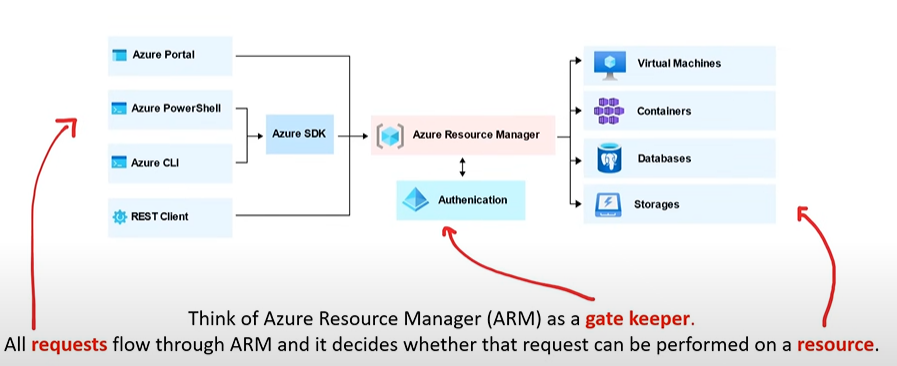 Azure Portal
Azure PowerShell
Azure CLI
REST Client
Azure SDK
Azure Resource Manager
Authenication
Virtual Machines
Containers
Databases
Storages
Think of Azure Resource Manager (ARM) as a gate keeper.
All requests flow through ARM and it decides whether that request can be performed on a resource.